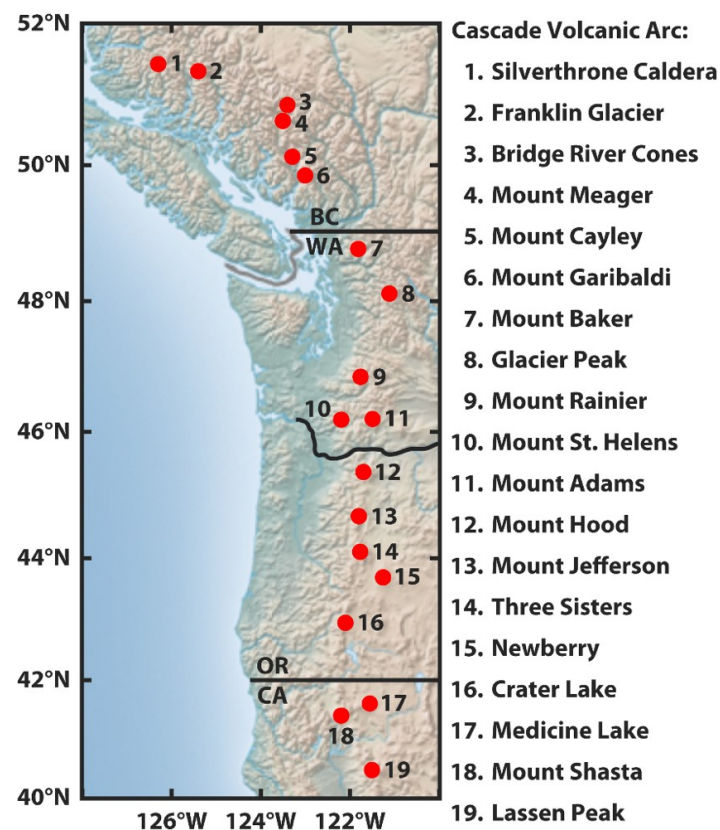 52°N
50°N
48°N
46°N
44°N
42°N
40°N
126°W 124°W 122°W
1
2
3
4
5
6
BC
WA
7
8
9
10
11
12
13
14
15
16
OR
CA
17
18
19
Cascade Volcanic Arc:
1. Silverthrone Caldera
2. Franklin Glacier
3. Bridge River Cones
4. Mount Meager
5. Mount Cayley
6. Mount Garibaldi
7. Mount Baker
8. Glacier Peak
9. Mount Rainier
10. Mount St. Helens
11. Mount Adams
12. Mount Hood
13. Mount Jefferson
14. Three Sisters
15. Newberry
16. Crater Lake
17. Medicine Lake
18. Mount Shasta
19. Lassen Peak